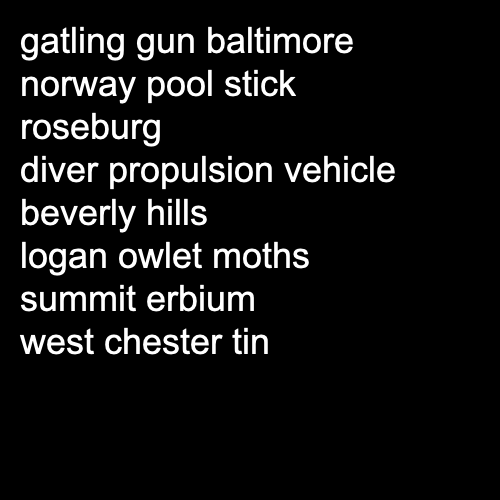 gatling gun baltimore
norway pool stick
roseburg
diver propulsion vehicle
beverly hills
logan owlet moths
summit erbium
west chester tin